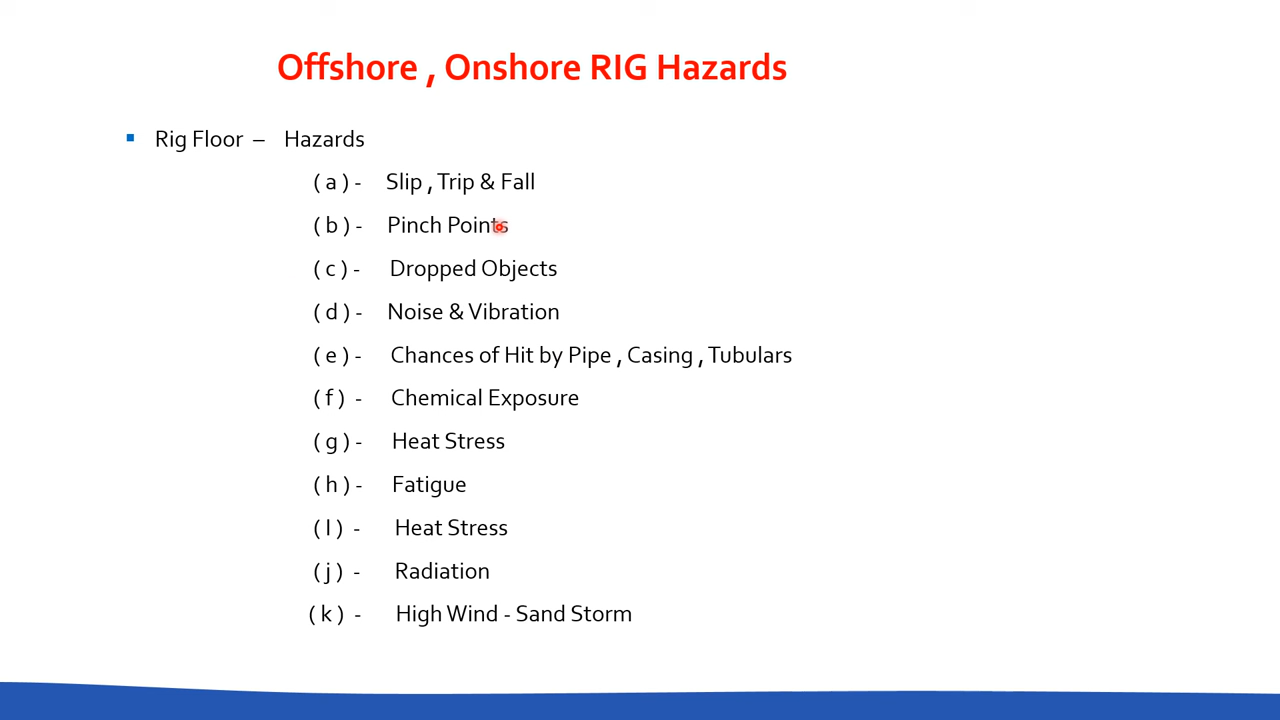 Offshore , Onshore RIG Hazards
▪ Rig Floor – Hazards
( a ) - Slip , Trip & Fall
( b ) - Pinch Points
( c ) - Dropped Objects
( d ) - Noise & Vibration
( e ) - Chances of Hit by Pipe , Casing , Tubulars
( f ) - Chemical Exposure
( g ) - Heat Stress
( h ) - Fatigue
( l ) - Heat Stress
( j ) - Radiation
( k ) - High Wind - Sand Storm